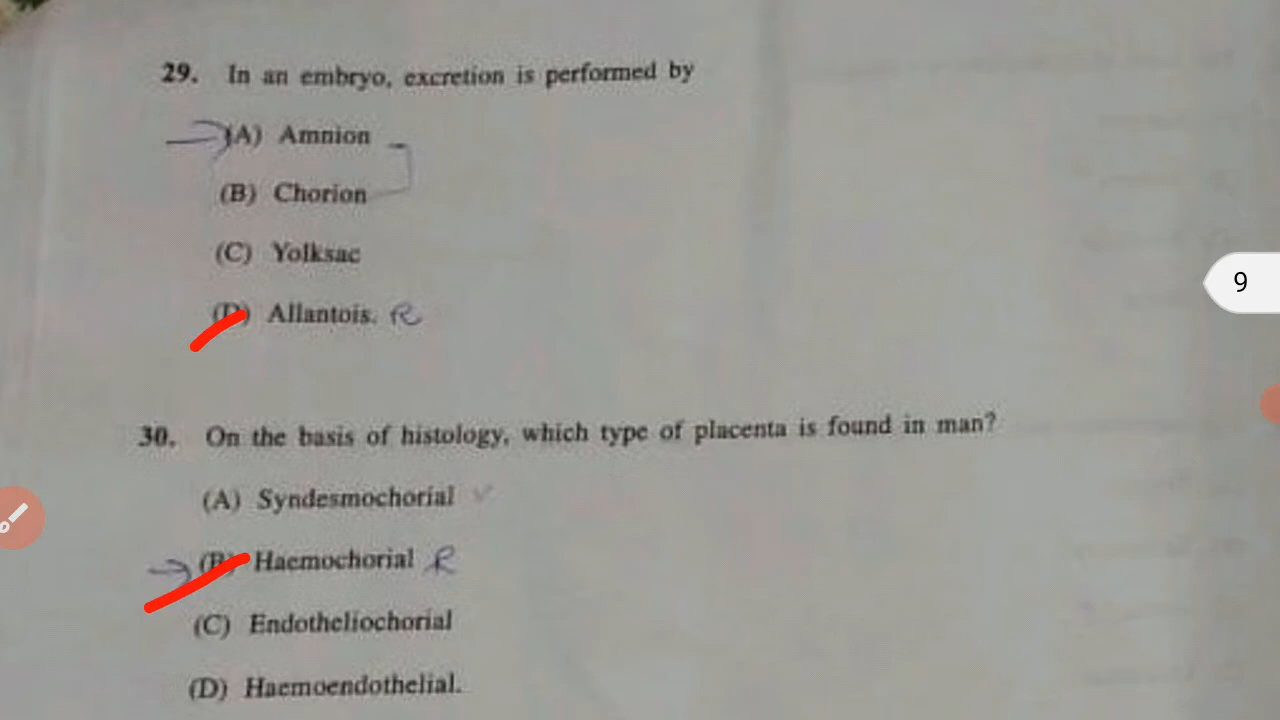 29. In an embryo, excretion is performed by
(A) Amnion
(B) Chorion
(C) Yolksac
(D) Allantois. R
9
30. On the basis of histology, which type of placenta is found in man?
(A) Syndesmochorial
(B) Haemochorial R
(C) Endotheliochorial
(D) Haemoendothelial.